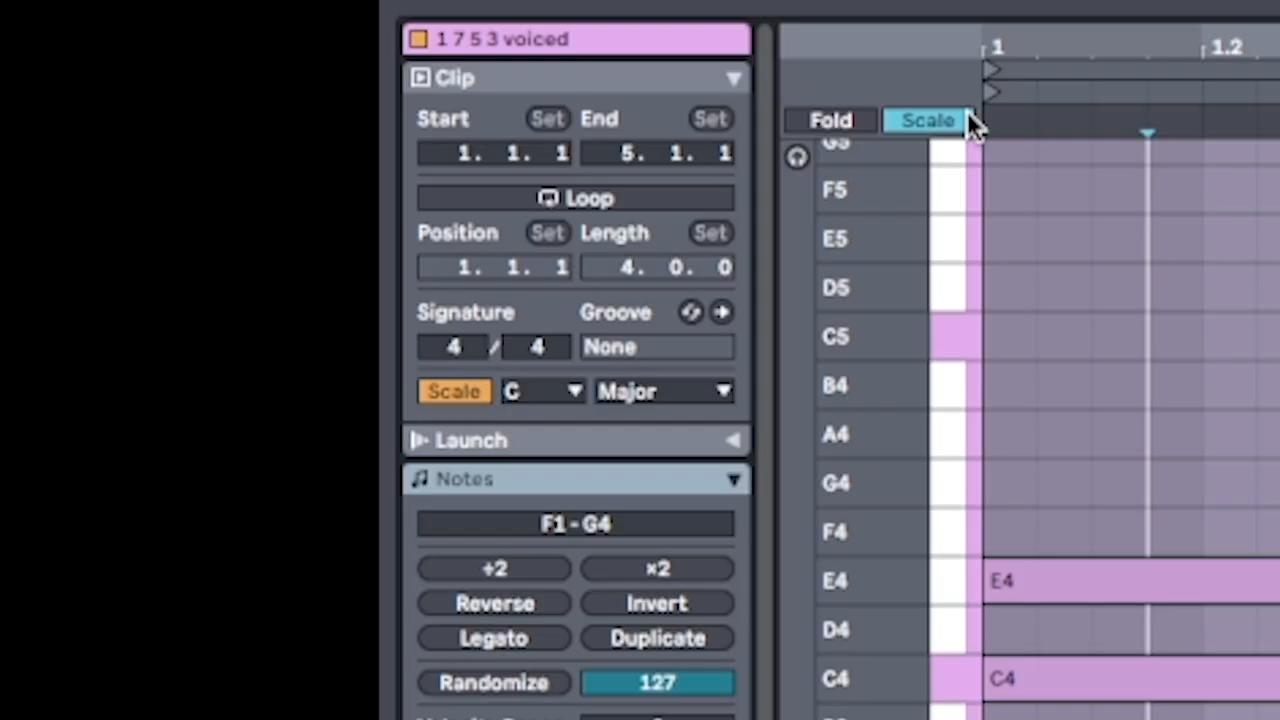 1 7 5 3 voiced
Clip
Start Set End Set
1. 1. 1 5. 1. 1
Loop
Position Set Length Set
1. 1. 1 4. 0. 0
Signature Groove
4 / 4 None
Scale C Major
Launch
Notes
F1 - G4
÷2 ×2
Reverse Invert
Legato Duplicate
Randomize 127
1 1.2
Fold Scale
G5
F5
E5
D5
C5
B4
A4
G4
F4
E4 E4
D4
C4 C4